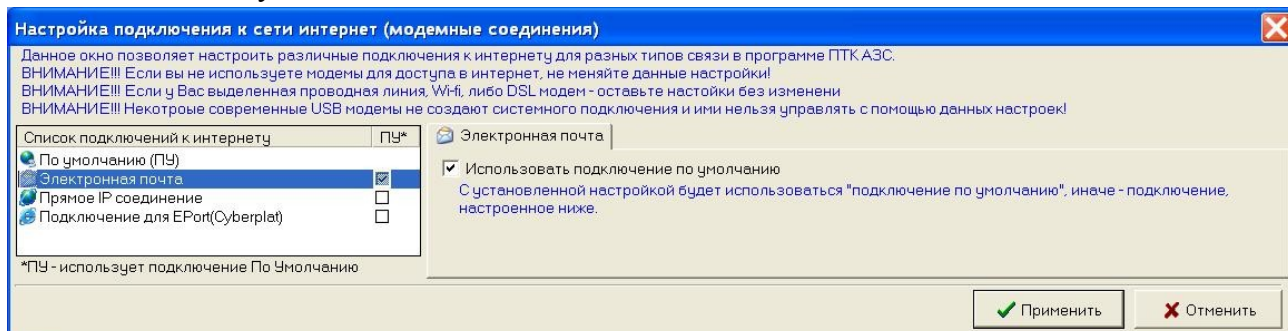 Настройка подключения к сети интернет (модемные соединения)
Данное окно позволяет настроить различные подключения к интернету для разных типов связи в программе ПТК АЗС.
ВНИМАНИЕ!!! Если вы не используете модемы для доступа в интернет, не меняйте данные настройки!
ВНИМАНИЕ!!! Если у Вас выделенная проводная линия, Wi-fi, либо DSL модем - оставьте настойки без изменени
ВНИМАНИЕ!!! Некотроые современные USB модемы не создают системного подключения и ими нельзя управлять с помощью данных настроек!
Список подключений к интернету ПУ*
По умолчанию (ПУ)
Электронная почта
Прямое IP соединение
Подключение для EPort(Cyberplat)
*ПУ - использует подключение По Умолчанию
Электронная почта
Использовать подключение по умолчанию
С установленной настройкой будет использоваться "подключение по умолчанию", иначе - подключение,
настроенное ниже.
Применить
Отменить